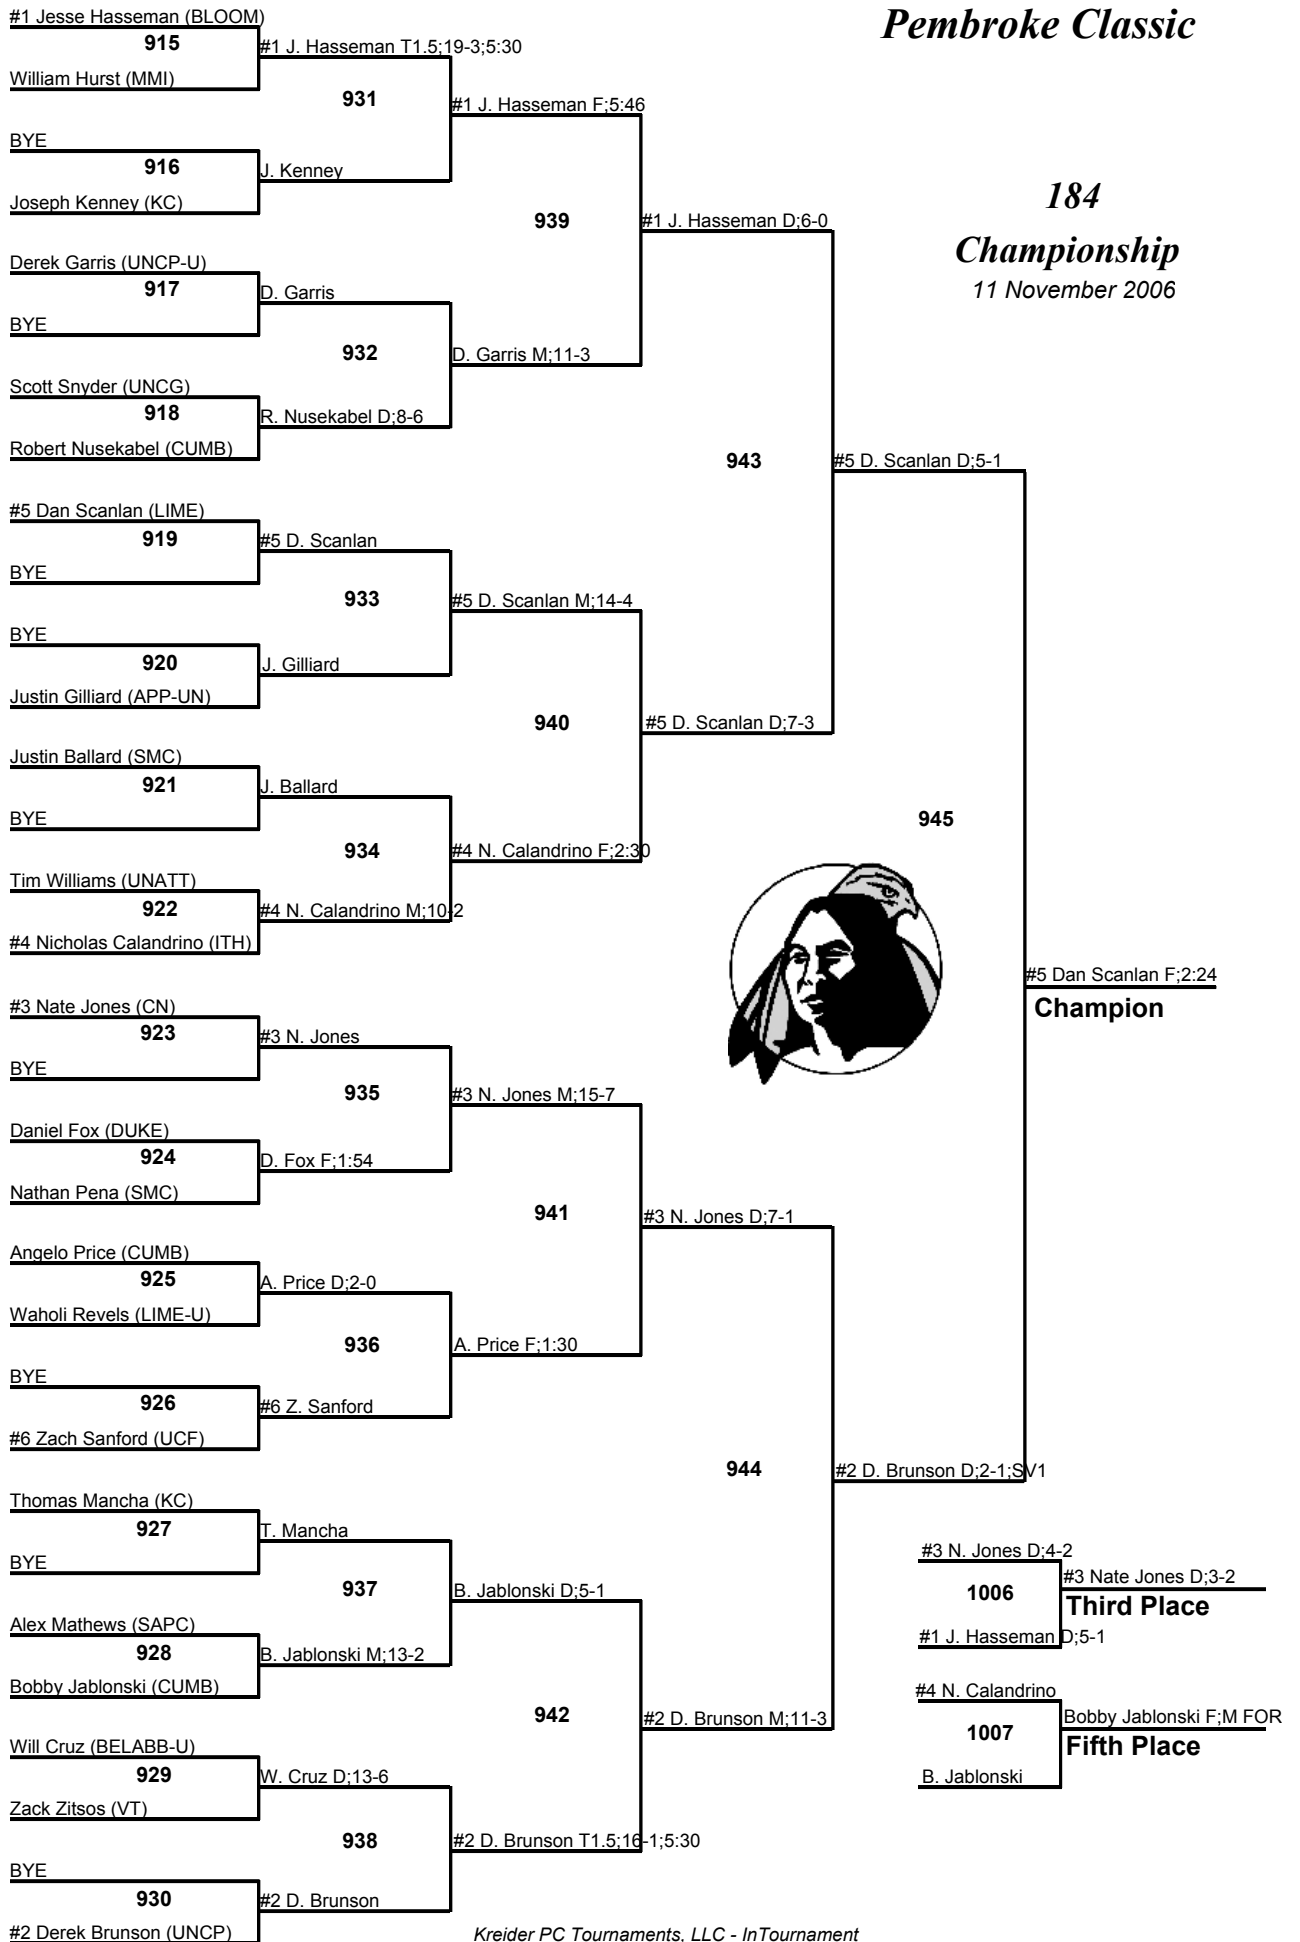 Pembroke Classic
184
Championship
11 November 2006
#1 Jesse Hasseman (BLOOM)
915
William Hurst (MMI)
BYE
916
Joseph Kenney (KC)
Derek Garris (UNCP-U)
917
BYE
Scott Snyder (UNCG)
918
Robert Nusekabel (CUMB)
#5 Dan Scanlan (LIME)
919
BYE
BYE
920
Justin Gilliard (APP-UN)
Justin Ballard (SMC)
921
BYE
Tim Williams (UNATT)
922
#4 Nicholas Calandrino (ITH)
#3 Nate Jones (CN)
923
BYE
Daniel Fox (DUKE)
924
Nathan Pena (SMC)
Angelo Price (CUMB)
925
Waholi Revels (LIME-U)
BYE
926
#6 Zach Sanford (UCF)
Thomas Mancha (KC)
927
BYE
Alex Mathews (SAPC)
928
Bobby Jablonski (CUMB)
Will Cruz (BELABB-U)
929
Zack Zitsos (VT)
BYE
930
#2 Derek Brunson (UNCP)
#1 J. Hasseman T1.5;19-3;5:30
931
J. Kenney
D. Garris
932
R. Nusekabel D;8-6
#5 D. Scanlan
933
J. Gilliard
J. Ballard
934
#4 N. Calandrino M;10-2
#3 N. Jones
935
D. Fox F;1:54
A. Price D;2-0
936
#6 Z. Sanford
T. Mancha
937
B. Jablonski M;13-2
W. Cruz D;13-6
938
#2 D. Brunson
#1 J. Hasseman F;5:46
939
D. Garris M;11-3
#5 D. Scanlan M;14-4
940
#4 N. Calandrino F;2:30
#3 N. Jones M;15-7
941
A. Price F;1:30
B. Jablonski D;5-1
942
#2 D. Brunson T1.5;16-1;5:30
#1 J. Hasseman D;6-0
943
#5 D. Scanlan D;7-3
#3 N. Jones D;7-1
944
#2 D. Brunson M;11-3
#5 D. Scanlan D;5-1
945
#2 D. Brunson D;2-1;SV1
#5 Dan Scanlan F;2:24
Champion
#3 N. Jones D;4-2
1006
#1 J. Hasseman D;5-1
#3 Nate Jones D;3-2
Third Place
#4 N. Calandrino
1007
B. Jablonski
Bobby Jablonski F;M FOR
Fifth Place
Kreider PC Tournaments, LLC - InTournament